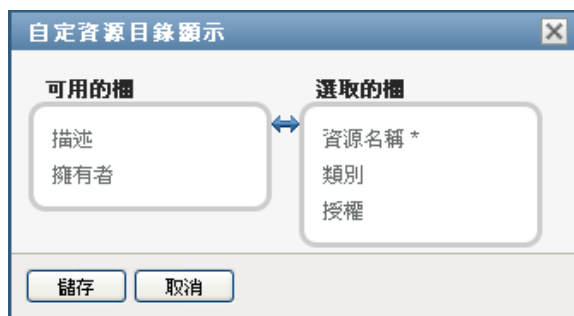 自定資源目錄顯示
可用的欄
選取的欄
描述
擁有者
資源名稱 *
類別
授權
儲存
取消